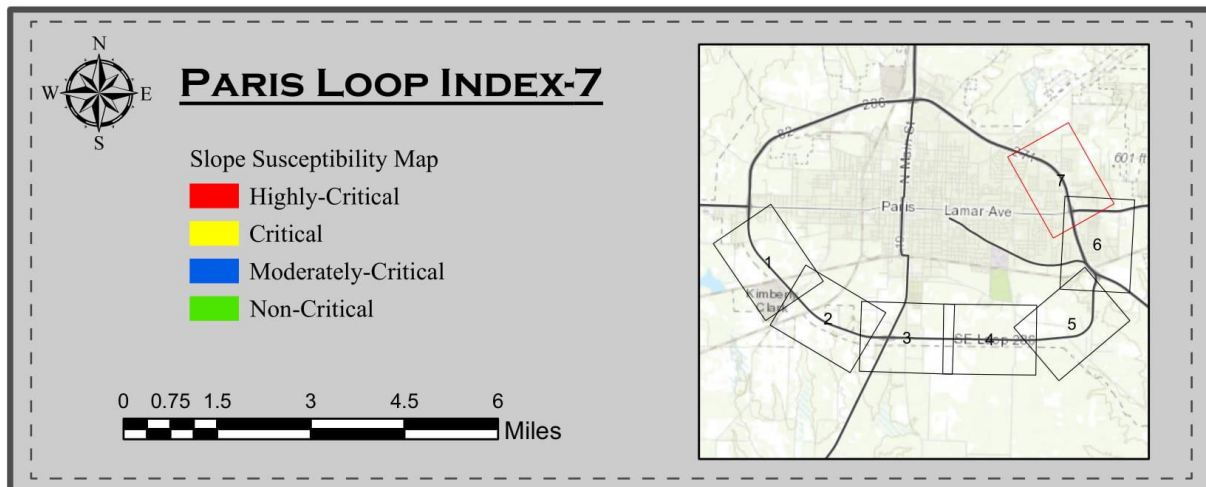 N
W E
S
PARIS LOOP INDEX-7
Slope Susceptibility Map
Highly-Critical
Critical
Moderately-Critical
Non-Critical
0 0.75 1.5 3 4.5 6
Miles
286
82
N Main St
271
601 ft
7
Paris
Lamar Ave
19
6
1
Kimberly
Clark
2
3
4
5
SE Loop 286